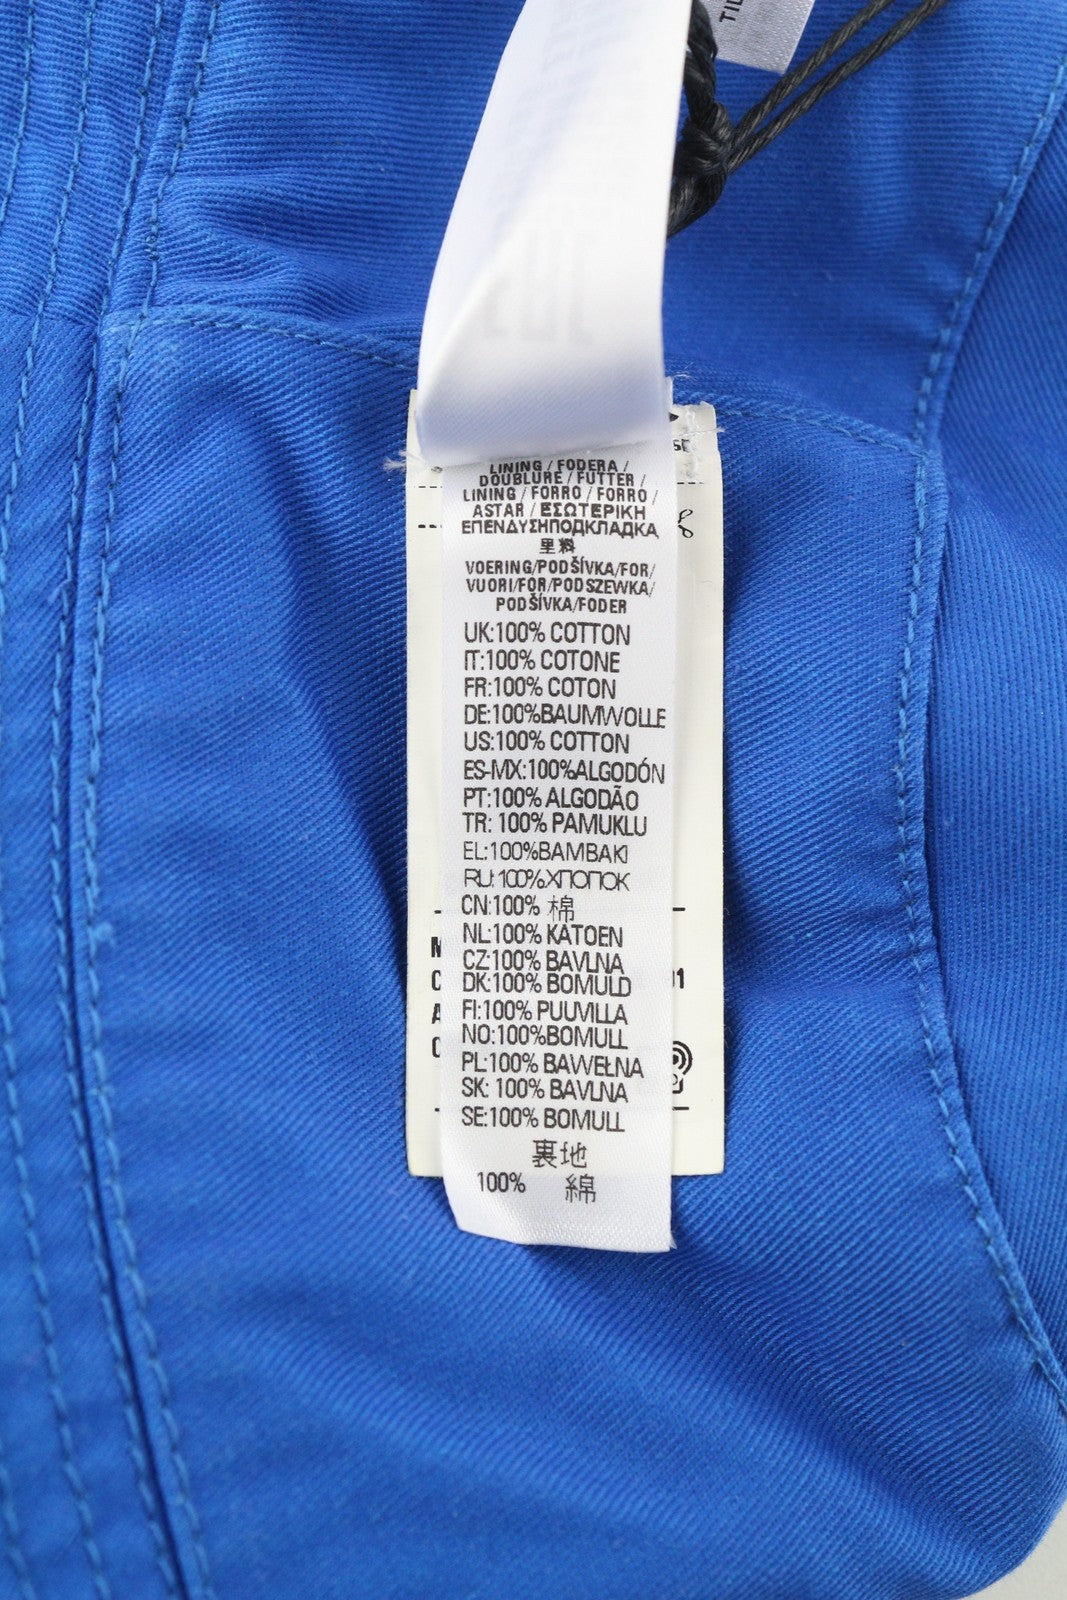 TIL
LINING / FODERA /
DOUBLURE / FUTTER /
LINING / FORRO / FORRO /
ASTAR / ΕΣΩΤΕΡΙΚΗ
ΕΠΕΝΔΥΣΗПОДКЛАДКА
里料
VOERING/PODŠÍVKA/FOR/
VUORI/FOR/PODSZEWKA/
PODŠÍVKA/FODER
UK:100% COTTON
IT:100% COTONE
FR:100% COTON
DE:100%BAUMWOLLE
US:100% COTTON
ES-MX:100%ALGODÓN
PT:100% ALGODÃO
TR: 100% PAMUKLU
EL:100%ΒΑΜΒΑΚΙ
RU:100%ХЛОПОК
CN:100% 棉
NL:100% KATOEN
CZ:100% BAVLNA
DK:100% BOMULD
FI:100% PUUVILLA
NO:100%BOMULL
PL:100% BAWEŁNA
SK: 100% BAVLNA
SE:100% BOMULL
裏地
100% 綿